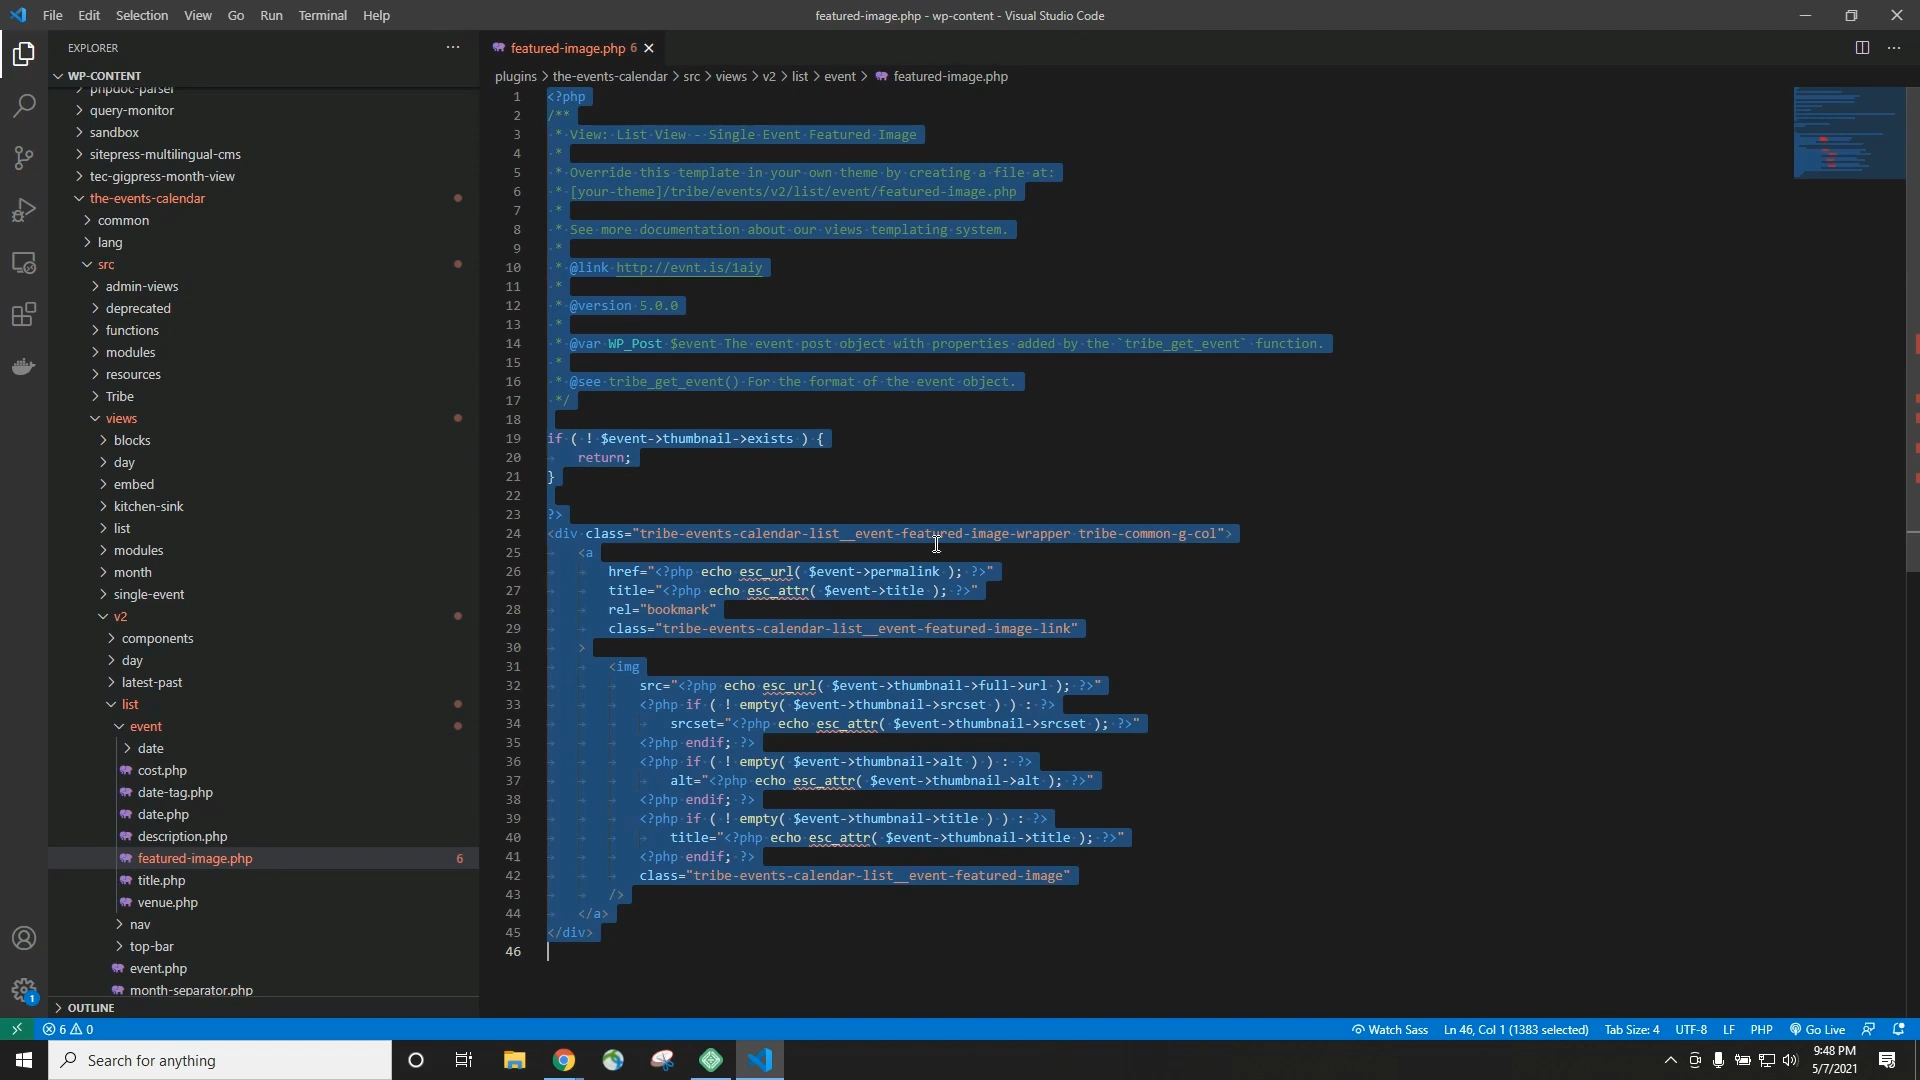 File Edit Selection View Go Run Terminal Help
featured-image.php - wp-content - Visual Studio Code
EXPLORER
WP-CONTENT
phpdoc-parser
query-monitor
sandbox
sitepress-multilingual-cms
tec-gigpress-month-view
the-events-calendar
common
lang
src
admin-views
deprecated
functions
modules
resources
Tribe
views
blocks
day
embed
kitchen-sink
list
modules
month
single-event
v2
components
day
latest-past
list
event
date
cost.php
date-tag.php
date.php
description.php
featured-image.php 6
title.php
venue.php
nav
top-bar
event.php
month-separator.php
OUTLINE
featured-image.php 6
plugins > the-events-calendar > src > views > v2 > list > event > featured-image.php
1 <?php
2 /**
3 * View: List View - Single Event Featured Image
4 *
5 * Override this template in your own theme by creating a file at:
6 * [your-theme]/tribe/events/v2/list/event/featured-image.php
7 *
8 * See more documentation about our views templating system.
9 *
10 * @link http://evnt.is/1aiy
11 *
12 * @version 5.0.0
13 *
14 * @var WP_Post $event The event post object with properties added by the `tribe_get_event` function.
15 *
16 * @see tribe_get_event() For the format of the event object.
17 */
18
19 if ( ! $event->thumbnail->exists ) {
20 return;
21 }
22
23 ?>
24 <div class="tribe-events-calendar-list__event-featured-image-wrapper tribe-common-g-col">
25 <a
26 href="<?php echo esc_url( $event->permalink ); ?>"
27 title="<?php echo esc_attr( $event->title ); ?>"
28 rel="bookmark"
29 class="tribe-events-calendar-list__event-featured-image-link"
30 >
31 <img
32 src="<?php echo esc_url( $event->thumbnail->full->url ); ?>"
33 <?php if ( ! empty( $event->thumbnail->srcset ) ) : ?>
34 srcset="<?php echo esc_attr( $event->thumbnail->srcset ); ?>"
35 <?php endif; ?>
36 <?php if ( ! empty( $event->thumbnail->alt ) ) : ?>
37 alt="<?php echo esc_attr( $event->thumbnail->alt ); ?>"
38 <?php endif; ?>
39 <?php if ( ! empty( $event->thumbnail->title ) ) : ?>
40 title="<?php echo esc_attr( $event->thumbnail->title ); ?>"
41 <?php endif; ?>
42 class="tribe-events-calendar-list__event-featured-image"
43 />
44 </a>
45 </div>
46
1
6 0
Watch Sass Ln 46, Col 1 (1383 selected) Tab Size: 4 UTF-8 LF PHP Go Live
Search for anything
9:48 PM
5/7/2021